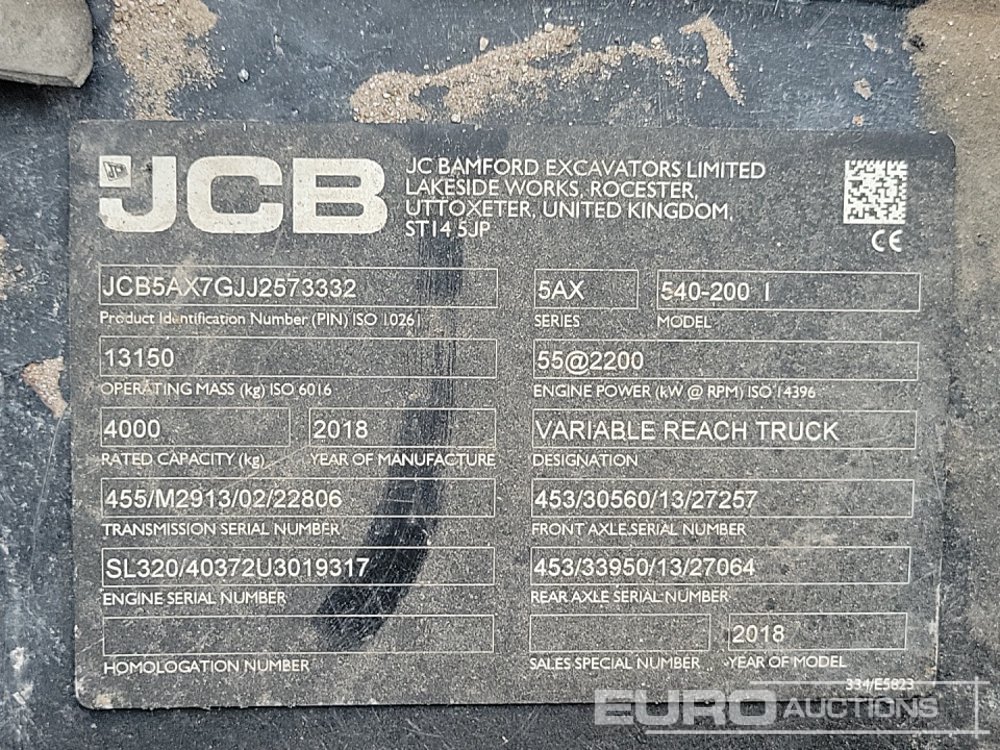 JCB
JC BAMFORD EXCAVATORS LIMITED
LAKESIDE WORKS, ROCESTER,
UTTOXETER, UNITED KINGDOM,
ST14 5JP
CE
JCB5AX7GJJ2573332
Product Identification Number (PIN) ISO 10261
5AX
SERIES
540-200 I
MODEL
13150
OPERATING MASS (kg) ISO 6016
55@2200
ENGINE POWER (kW @ RPM) ISO 14396
4000
RATED CAPACITY (kg)
2018
YEAR OF MANUFACTURE
VARIABLE REACH TRUCK
DESIGNATION
455/M2913/02/22806
TRANSMISSION SERIAL NUMBER
453/30560/13/27257
FRONT AXLE SERIAL NUMBER
SL320/40372U3019317
ENGINE SERIAL NUMBER
453/33950/13/27064
REAR AXLE SERIAL NUMBER
HOMOLOGATION NUMBER
SALES SPECIAL NUMBER
2018
YEAR OF MODEL
334/E5823
EURO AUCTIONS